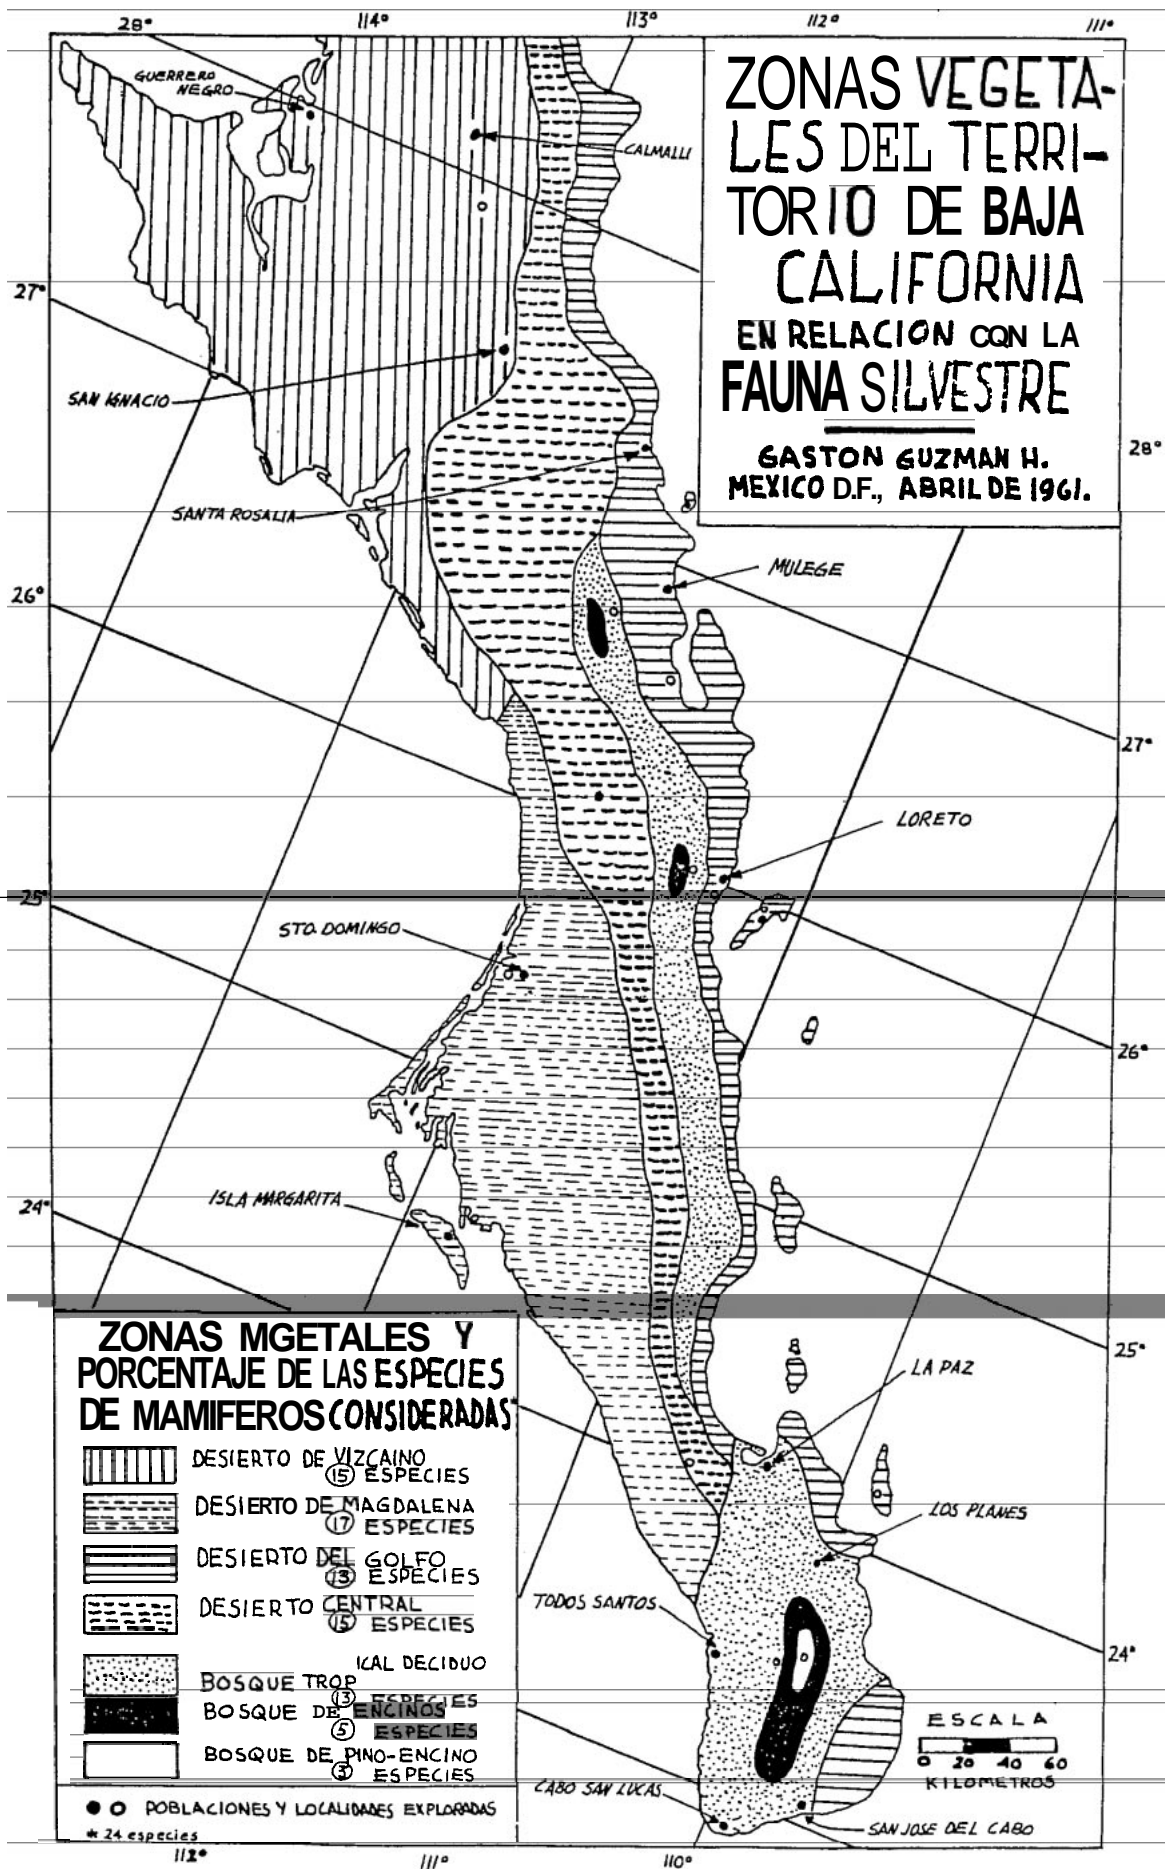 28° 114° 113° 112° 111°
ZONAS VEGETA-
LES DEL TERRI-
TORIO DE BAJA
CALIFORNIA
EN RELACION CQN LA
FAUNA SILVESTRE
GASTON GUZMAN H.
MEXICO D.F., ABRIL DE 1961.
GUERRERO
NEGRO
CALMALLI
27°
SAN IGNACIO
28°
SANTA ROSALIA
MULEGE
26°
27°
LORETO
25°
STO. DOMINGO
26°
ISLA MARGARITA
24°
25°
LA PAZ
LOS PLANES
TODOS SANTOS
24°
CABO SAN LUCAS
SAN JOSE DEL CABO
ZONAS MGETALES Y
PORCENTAJE DE LAS ESPECIES
DE MAMIFEROS CONSIDERADAS*
DESIERTO DE VIZCAINO
15 ESPECIES
DESIERTO DE MAGDALENA
17 ESPECIES
DESIERTO DEL GOLFO
13 ESPECIES
DESIERTO CENTRAL
15 ESPECIES
BOSQUE TROPICAL DECIDUO
13 ESPECIES
BOSQUE DE ENCINOS
5 ESPECIES
BOSQUE DE PINO-ENCINO
3 ESPECIES
POBLACIONES Y LOCALIDADES EXPLORADAS
* 24 especies
ESCALA
0 20 40 60
KILOMETROS
112° 111° 110°